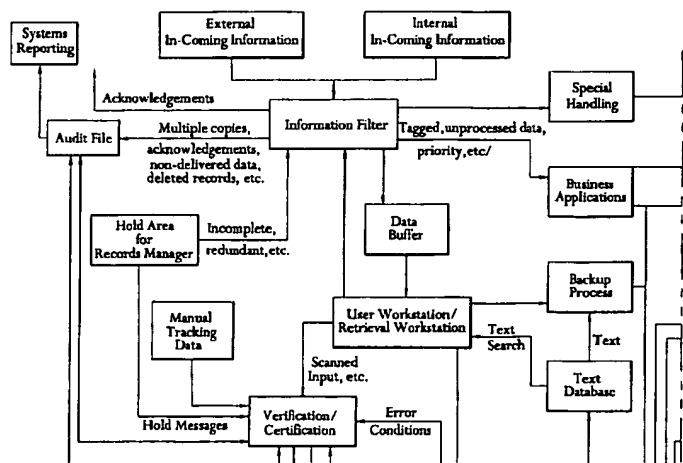 External
In-Coming Information
Internal
In-Coming Information
Systems
Reporting
Acknowledgements
Special
Handling
Information Filter
Audit File
Multiple copies,
acknowledgements,
non-delivered data,
deleted records, etc.
Tagged, unprocessed data,
priority, etc/
Business
Applications
Hold Area
for
Records Manager
Incomplete,
redundant, etc.
Data
Buffer
Backup
Process
Manual
Tracking
Data
User Workstation/
Retrieval Workstation
Text
Search
Text
Scanned
Input, etc.
Text
Database
Verification/
Certification
Hold Messages
Error
Conditions